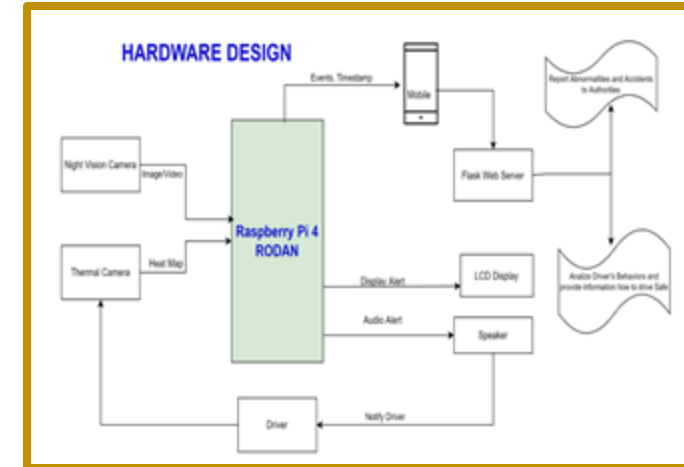 HARDWARE DESIGN
Events, Timestamp
Mobile
Report Abnormalities and Accidents
to Authorities
Night Vision Camera
Image/Video
Flask Web Server
Raspberry Pi 4
RODAN
Thermal Camera
Heat Map
Display Alert
LCD Display
Analize Driver's Behaviors and
provide information how to drive Safe
Audio Alert
Speaker
Driver
Notify Driver